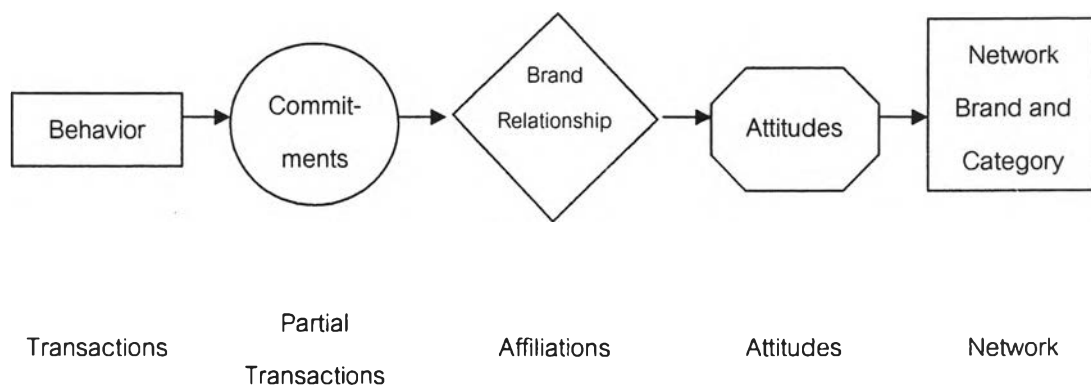 Behavior
Commit-
ments
Brand
Relationship
Attitudes
Network
Brand and
Category
Transactions
Partial
Transactions
Affiliations
Attitudes
Network